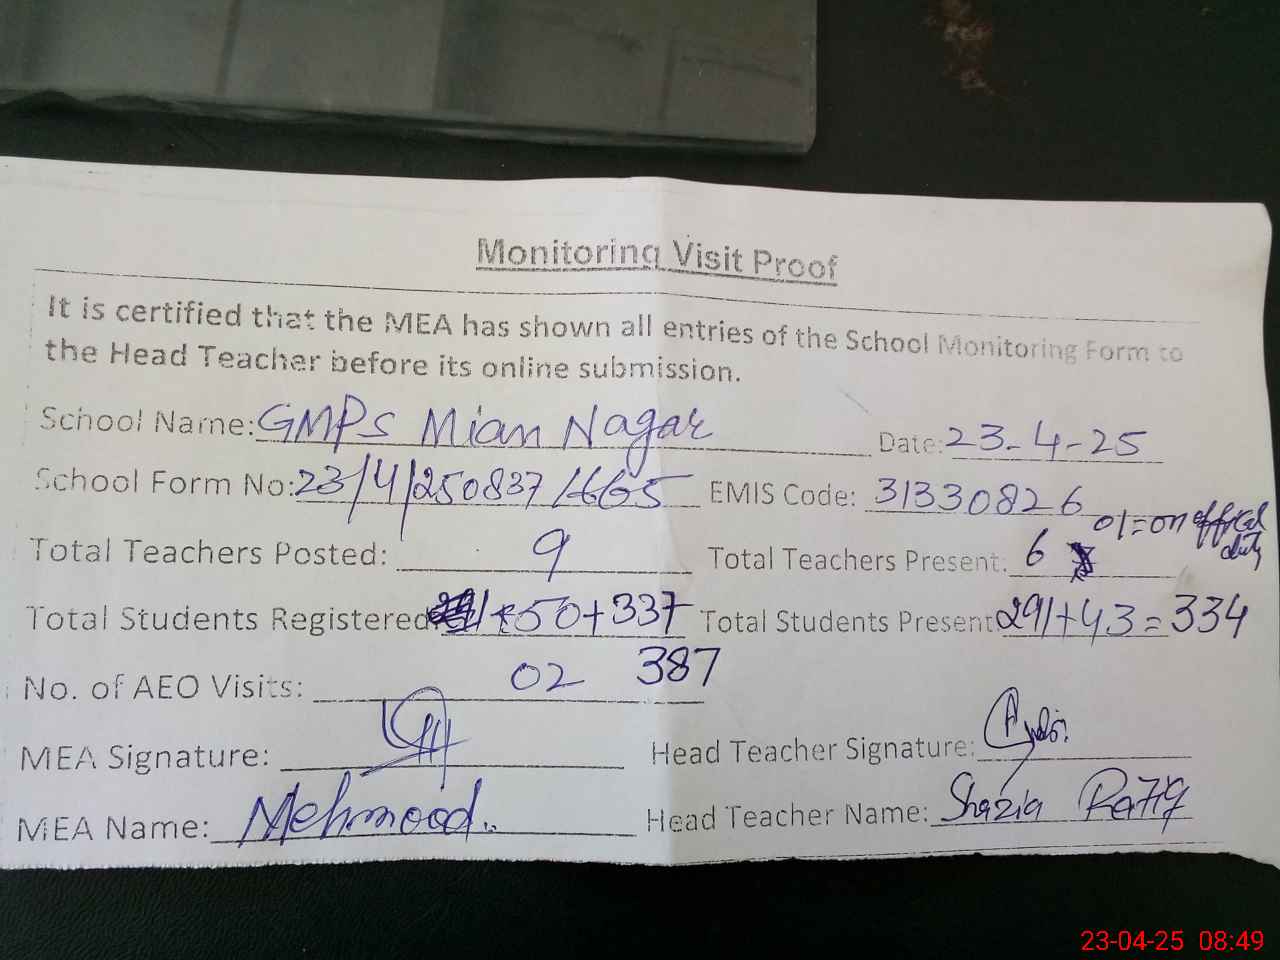 Monitoring Visit Proof
It is certified that the MEA has shown all entries of the School Monitoring Form to
the Head Teacher before its online submission.
School Name: GMPS Mian Nagar Date: 23-4-25
School Form No: 23/4/250837/1665 EMIS Code: 31330826
01=on official duty
Total Teachers Posted: 9 Total Teachers Present: 6
Total Students Registered: 50+337 Total Students Present: 291+43=334
387
No. of AEO Visits: 02
MEA Signature: Head Teacher Signature:
MEA Name: Mehmood. Head Teacher Name: Shazia Rafiq
23-04-25 08:49